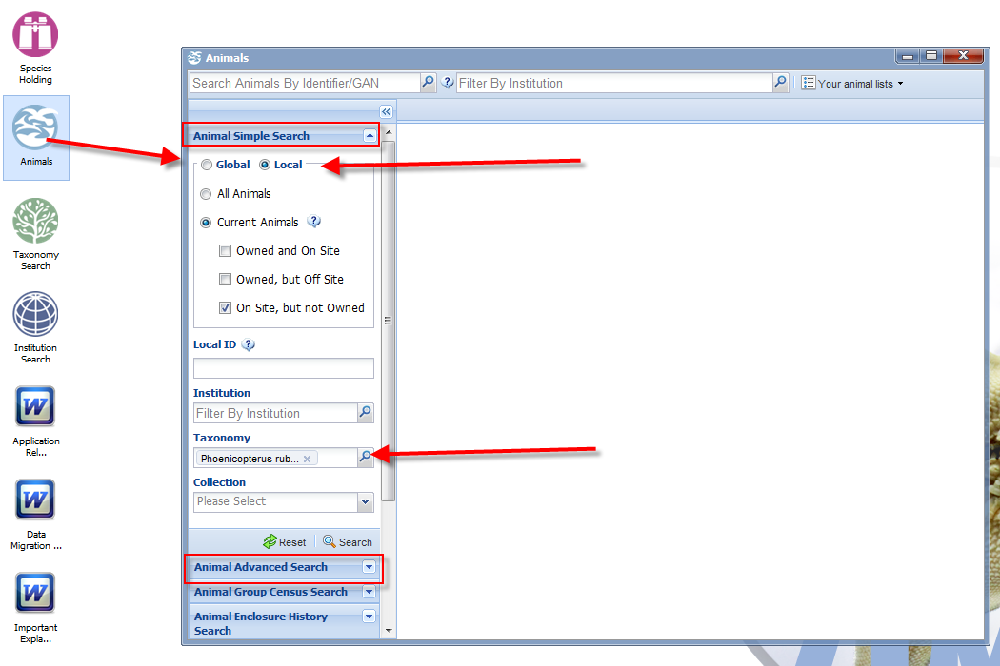 Species
Holding
Animals
Taxonomy
Search
Institution
Search
Application
Rel...
Data
Migration ...
Important
Expla...
Animals
Search Animals By Identifier/GAN
Filter By Institution
Your animal lists
Animal Simple Search
Global Local
All Animals
Current Animals
Owned and On Site
Owned, but Off Site
On Site, but not Owned
Local ID
Institution
Filter By Institution
Taxonomy
Phoenicopterus rub...
Collection
Please Select
Reset Search
Animal Advanced Search
Animal Group Census Search
Animal Enclosure History
Search